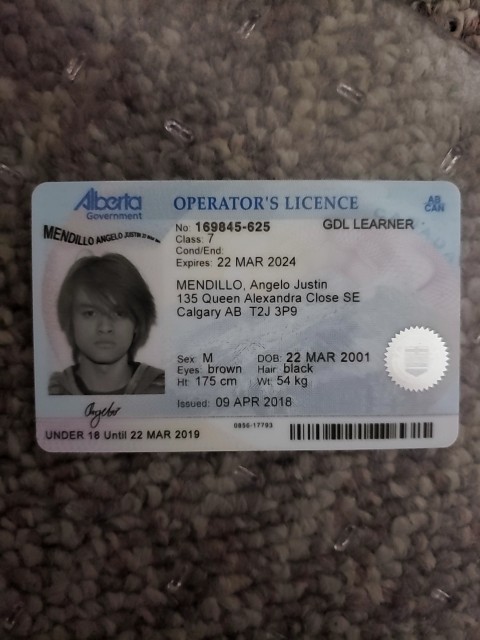 Alberta
Government
OPERATOR'S LICENCE
AB
CAN
No: 169845-625
GDL LEARNER
Class: 7
Cond/End:
Expires: 22 MAR 2024
MENDILLO ANGELO JUSTIN
MENDILLO, Angelo Justin
135 Queen Alexandra Close SE
Calgary AB T2J 3P9
Sex: M DOB: 22 MAR 2001
Eyes: brown Hair: black
Ht: 175 cm Wt: 54 kg
Issued: 09 APR 2018
Angelo
UNDER 18 Until 22 MAR 2019
0856-17793